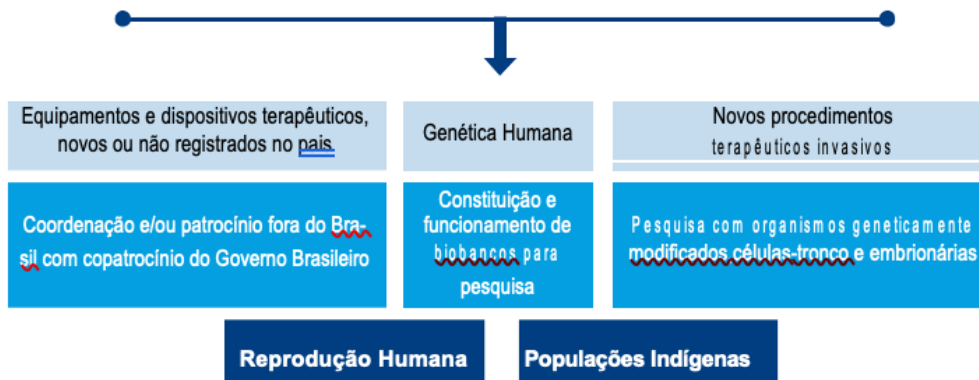 Equipamentos e dispositivos terapêuticos,
novos ou não registrados no pais.
Genética Humana
Novos procedimentos
terapêuticos invasivos
Coordenação e/ou patrocínio fora do Bra-
sil com copatrocínio do Governo Brasileiro
Constituição e
funcionamento de
biobancos para
pesquisa
Pesquisa com organismos geneticamente
modificados células-tronco e embrionárias
Reprodução Humana
Populações Indígenas